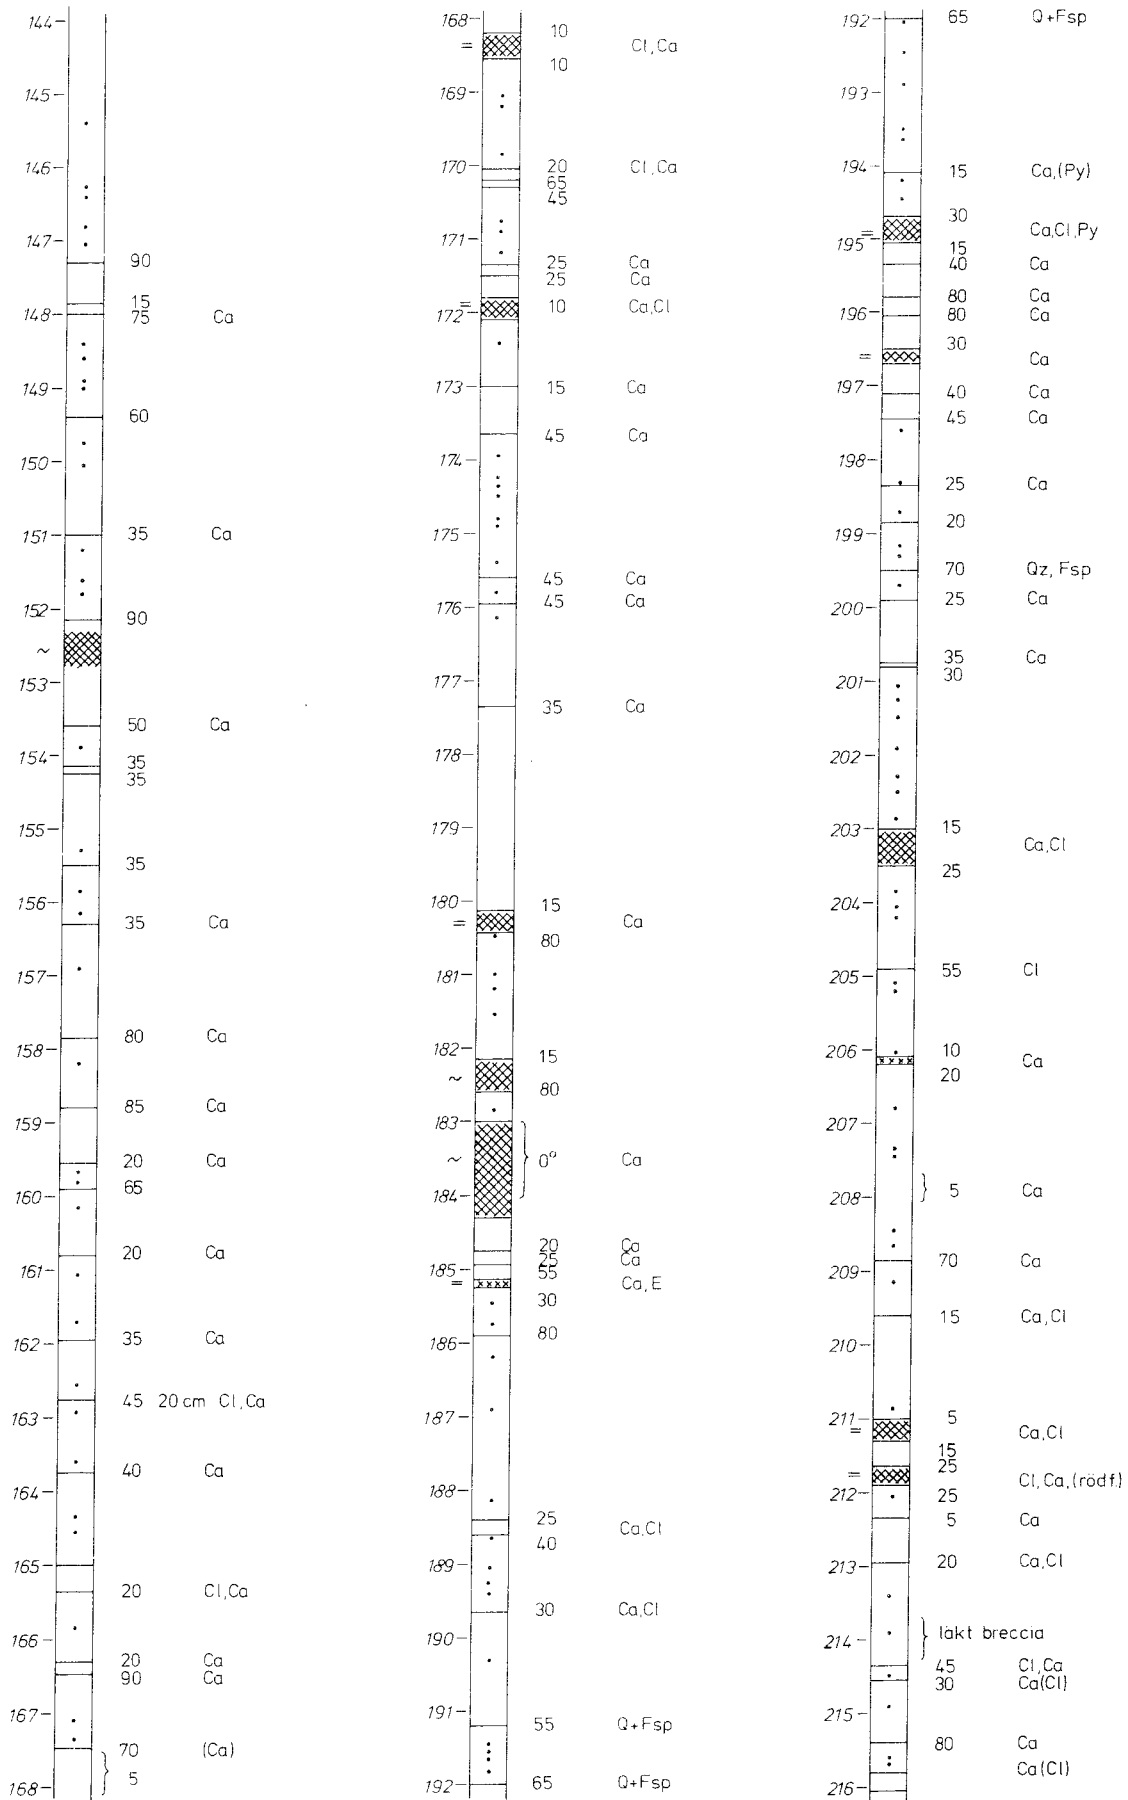 144
145
146
147
90
15
148
75 Ca
149
60
150
151 35 Ca
152
90
~
153
50 Ca
154
35
35
155
35
156
35 Ca
157
80 Ca
158
85 Ca
159
20 Ca
65
160
20 Ca
161
35 Ca
162
45 20 cm Cl,Ca
163
40 Ca
164
165
20 Cl,Ca
166
20 Ca
90 Ca
167
70 (Ca)
5
168
168
10
= Cl,Ca
10
169
170 20 Cl,Ca
65
45
171
25 Ca
25 Ca
= 10 Ca,Cl
172
173 15 Ca
45 Ca
174
175
45 Ca
176 45 Ca
177
35 Ca
178
179
180 15
= Ca
80
181
182 15
~
80
183
~ 0° Ca
184
20 Ca
25 Ca
185 55
= Ca,E
30
80
186
187
188
25
Ca,Cl
40
189
30 Ca,Cl
190
191
55 Q+Fsp
192 65 Q+Fsp
192 65 Q+Fsp
193
194 15 Ca,(Py)
30
= Ca,Cl,Py
195 15
40 Ca
80 Ca
196 80 Ca
30
= Ca
197
40 Ca
45 Ca
198
25 Ca
20
199
70 Qz, Fsp
200 25 Ca
35 Ca
201 30
202
203 15
Ca,Cl
25
204
205 55 Cl
206 10
Ca
20
207
208 5 Ca
70 Ca
209
15 Ca,Cl
210
211 5
= Ca,Cl
15
25
= Cl,Ca,(rödf.)
212 25
5 Ca
213 20 Ca,Cl
214 läkt breccia
45 Cl,Ca
30 Ca(Cl)
215
80 Ca
Ca(Cl)
216